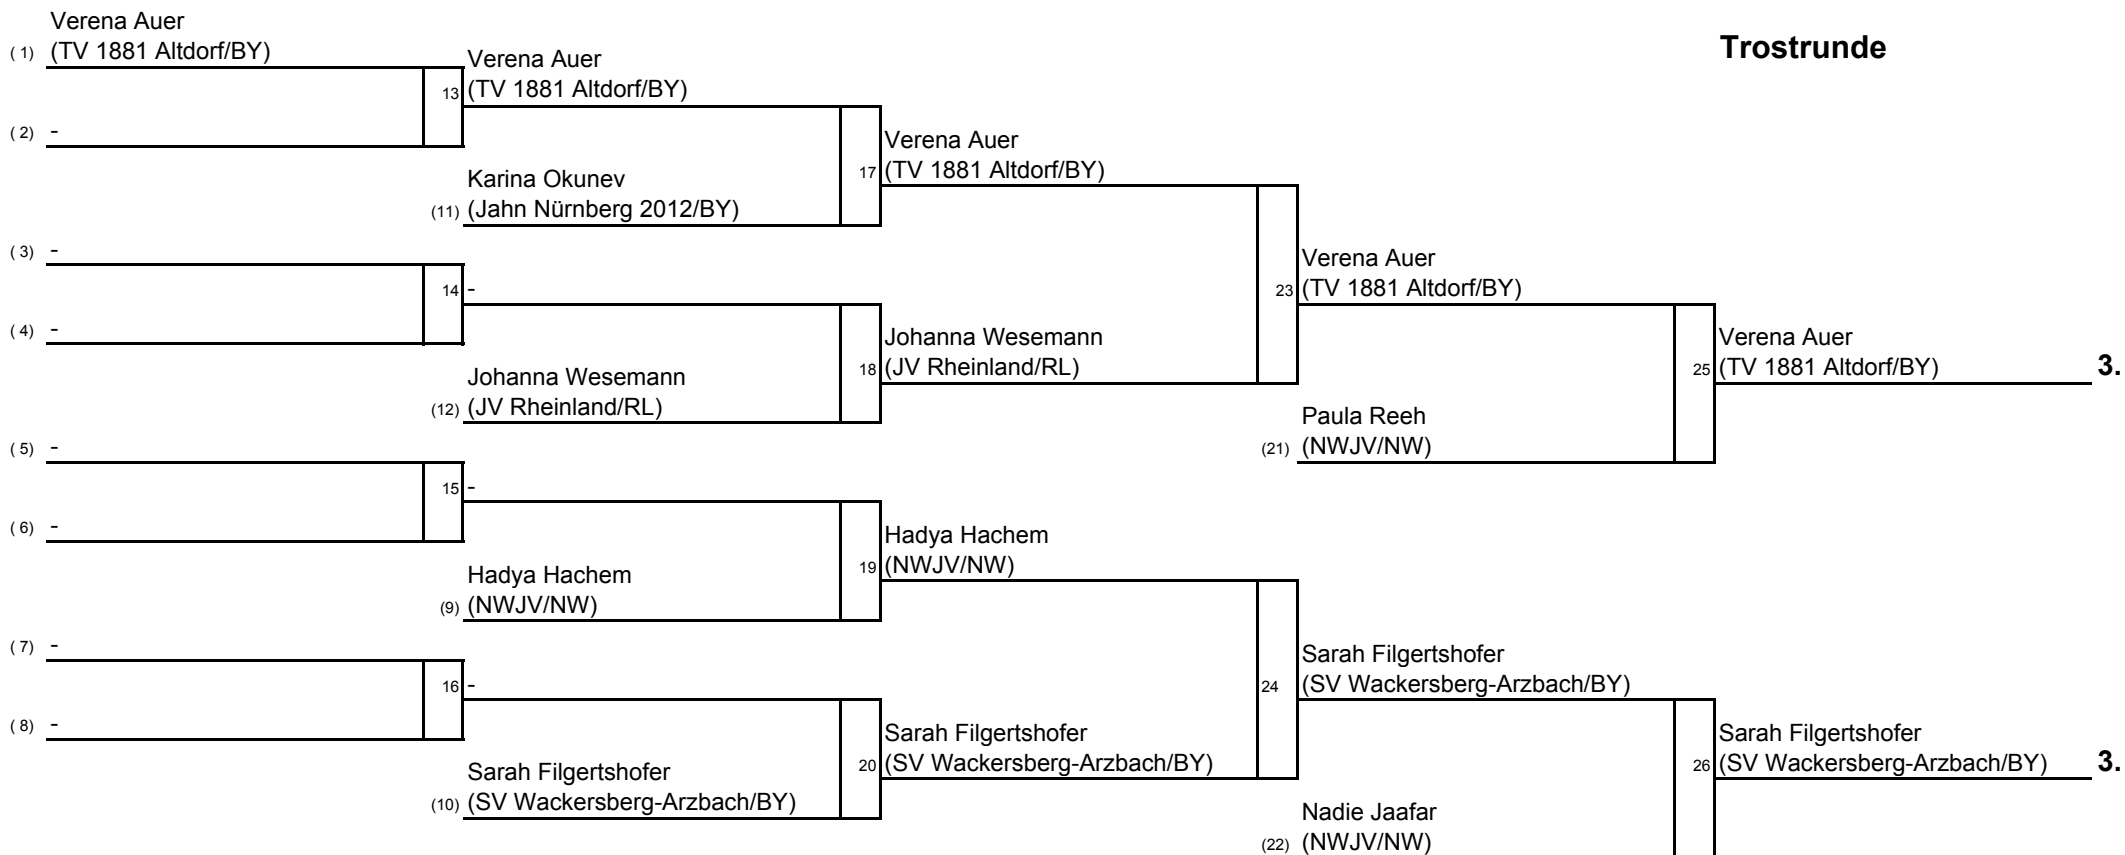 Trostrunde
Verena Auer
( 1) (TV 1881 Altdorf/BY)
( 2) -
13
Verena Auer
(TV 1881 Altdorf/BY)
Karina Okunev
(11) (Jahn Nürnberg 2012/BY)
17
Verena Auer
(TV 1881 Altdorf/BY)
( 3) -
( 4) -
14 -
Johanna Wesemann
(12) (JV Rheinland/RL)
18
Johanna Wesemann
(JV Rheinland/RL)
23
Verena Auer
(TV 1881 Altdorf/BY)
Paula Reeh
(21) (NWJV/NW)
25
Verena Auer
(TV 1881 Altdorf/BY)
3.
( 5) -
( 6) -
15 -
Hadya Hachem
(9) (NWJV/NW)
19
Hadya Hachem
(NWJV/NW)
( 7) -
( 8) -
16 -
Sarah Filgertshofer
(10) (SV Wackersberg-Arzbach/BY)
20
Sarah Filgertshofer
(SV Wackersberg-Arzbach/BY)
24
Sarah Filgertshofer
(SV Wackersberg-Arzbach/BY)
Nadie Jaafar
(22) (NWJV/NW)
26
Sarah Filgertshofer
(SV Wackersberg-Arzbach/BY)
3.